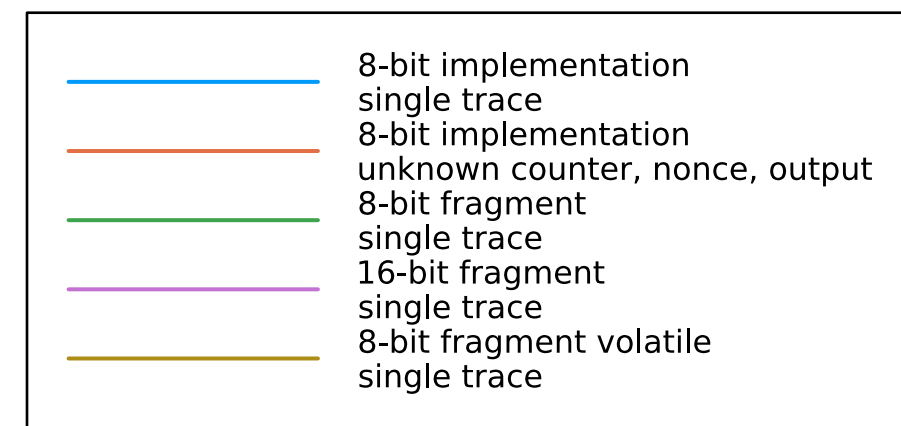 8-bit implementation
single trace
8-bit implementation
unknown counter, nonce, output
8-bit fragment
single trace
16-bit fragment
single trace
8-bit fragment volatile
single trace